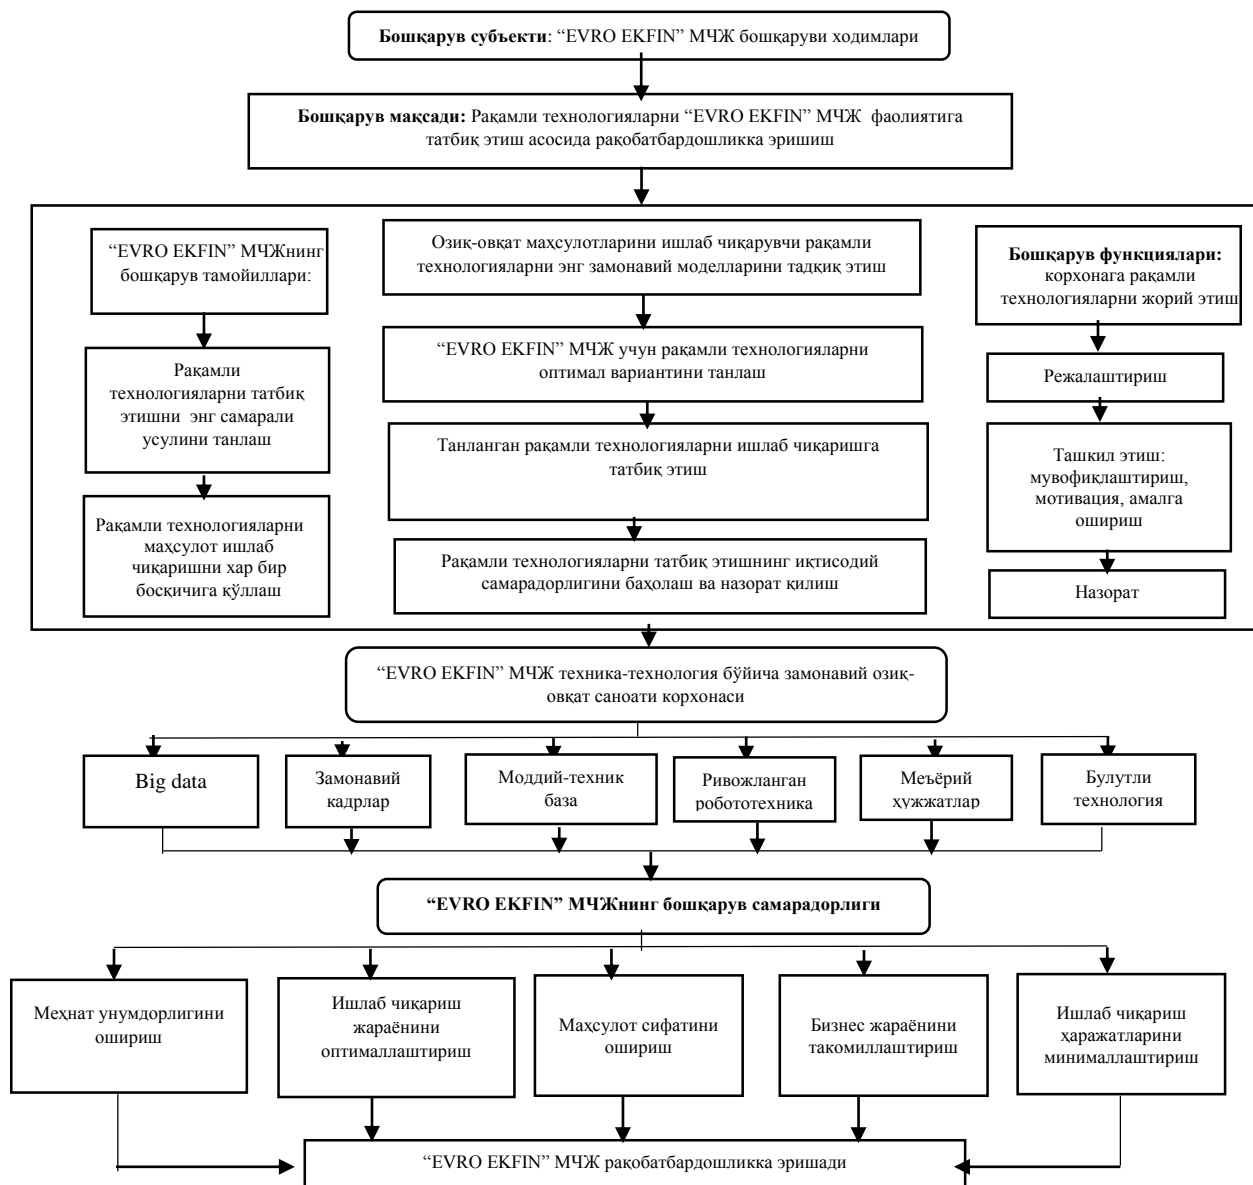 Бошқарув субъекти: “EVRO EKFIN” МЧЖ бошқаруви ходимлари
Бошқарув мақсади: Рақамли технологияларни “EVRO EKFIN” МЧЖ фаолиятига
татбиқ этиш асосида рақобатбардошликка эришиш
“EVRO EKFIN” МЧЖнинг
бошқарув тамойиллари:
Рақамли
технологияларни татбиқ
этишни энг самарали
усулини танлаш
Рақамли технологияларни
маҳсулот ишлаб
чиқаришни хар бир
босқичига қўллаш
Озиқ-овқат маҳсулотларини ишлаб чиқарувчи рақамли
технологияларни энг замонавий моделларини тадқиқ этиш
“EVRO EKFIN” МЧЖ учун рақамли технологияларни
оптимал вариантини танлаш
Танланган рақамли технологияларни ишлаб чиқаришга
татбиқ этиш
Рақамли технологияларни татбиқ этишнинг иқтисодий
самарадорлигини баҳолаш ва назорат қилиш
Бошқарув функциялари:
корхонага рақамли
технологияларни жорий этиш
Режалаштириш
Ташкил этиш:
мувофиқлаштириш,
мотивация, амалга
ошириш
Назорат
“EVRO EKFIN” МЧЖ техника-технология бўйича замонавий озиқ-
овқат саноати корхонаси
Big data
Замонавий
кадрлар
Моддий-техник
база
Ривожланган
робототехника
Меъёрий
ҳужжатлар
Булутли
технология
“EVRO EKFIN” МЧЖнинг бошқарув самарадорлиги
Меҳнат унумдорлигини
ошириш
Ишлаб чиқариш
жараёнини
оптималлаштириш
Маҳсулот сифатини
ошириш
Бизнес жараёнини
такомиллаштириш
Ишлаб чиқариш
ҳаражатларини
минималлаштириш
“EVRO EKFIN” МЧЖ рақобатбардошликка эришади